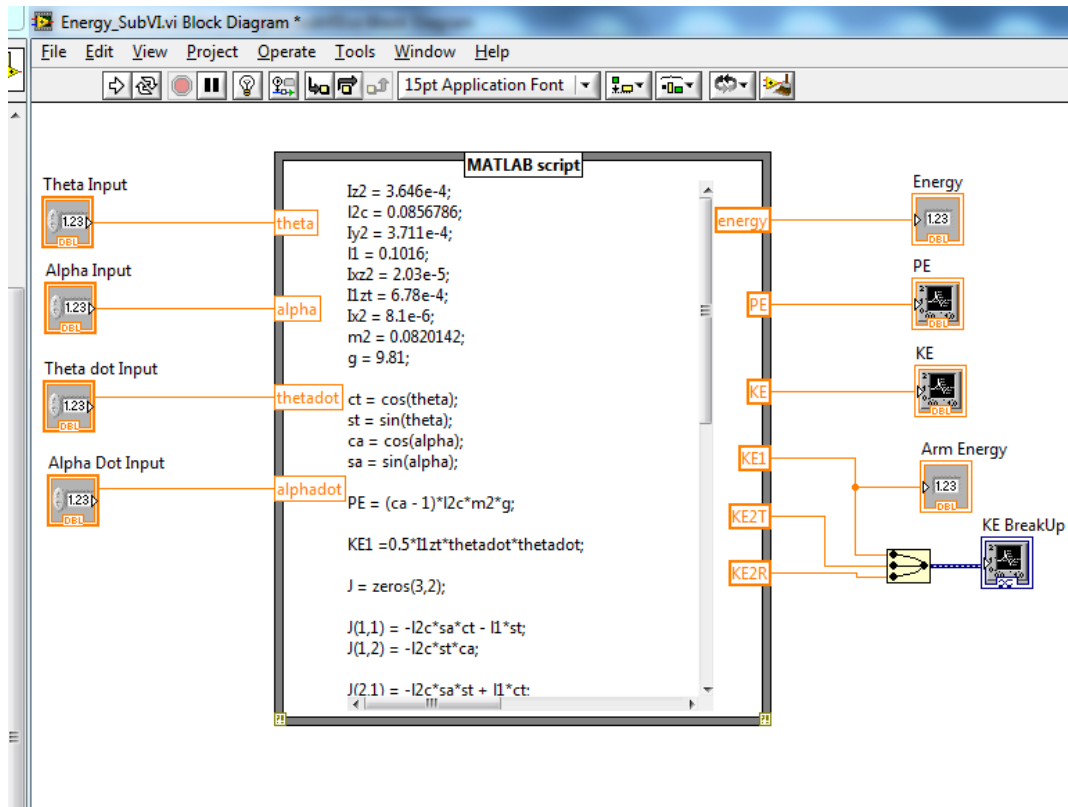 Energy_SubVI.vi Block Diagram *
File Edit View Project Operate Tools Window Help
15pt Application Font
MATLAB script
Theta Input
1.23
DBL
theta
Alpha Input
1.23
DBL
alpha
Theta dot Input
1.23
DBL
thetadot
Alpha Dot Input
1.23
DBL
alphadot
Iz2 = 3.646e-4;
l2c = 0.0856786;
Iy2 = 3.711e-4;
l1 = 0.1016;
Ixz2 = 2.03e-5;
I1zt = 6.78e-4;
Ix2 = 8.1e-6;
m2 = 0.0820142;
g = 9.81;
ct = cos(theta);
st = sin(theta);
ca = cos(alpha);
sa = sin(alpha);
PE = (ca - 1)*l2c*m2*g;
KE1 =0.5*I1zt*thetadot*thetadot;
J = zeros(3,2);
J(1,1) = -l2c*sa*ct - l1*st;
J(1,2) = -l2c*st*ca;
J(2,1) = -l2c*sa*st + l1*ct;
energy
Energy
1.23
DBL
PE
PE
DBL
KE
KE
DBL
KE1
Arm Energy
1.23
DBL
KE2T
KE BreakUp
KE2R